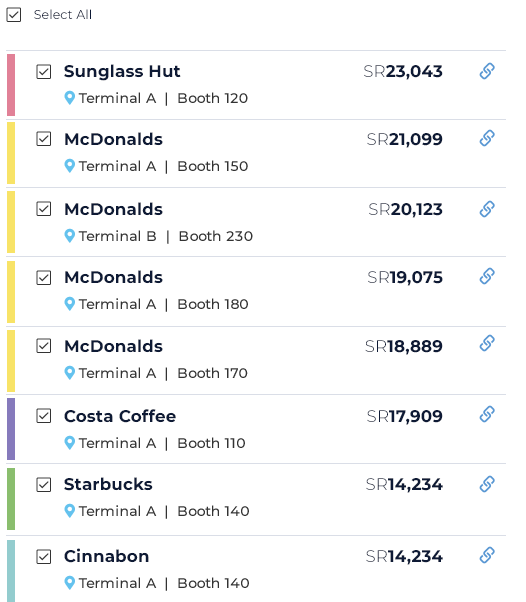 Select All
Sunglass Hut SR23,043
Terminal A | Booth 120
McDonalds SR21,099
Terminal A | Booth 150
McDonalds SR20,123
Terminal B | Booth 230
McDonalds SR19,075
Terminal A | Booth 180
McDonalds SR18,889
Terminal A | Booth 170
Costa Coffee SR17,909
Terminal A | Booth 110
Starbucks SR14,234
Terminal A | Booth 140
Cinnabon SR14,234
Terminal A | Booth 140